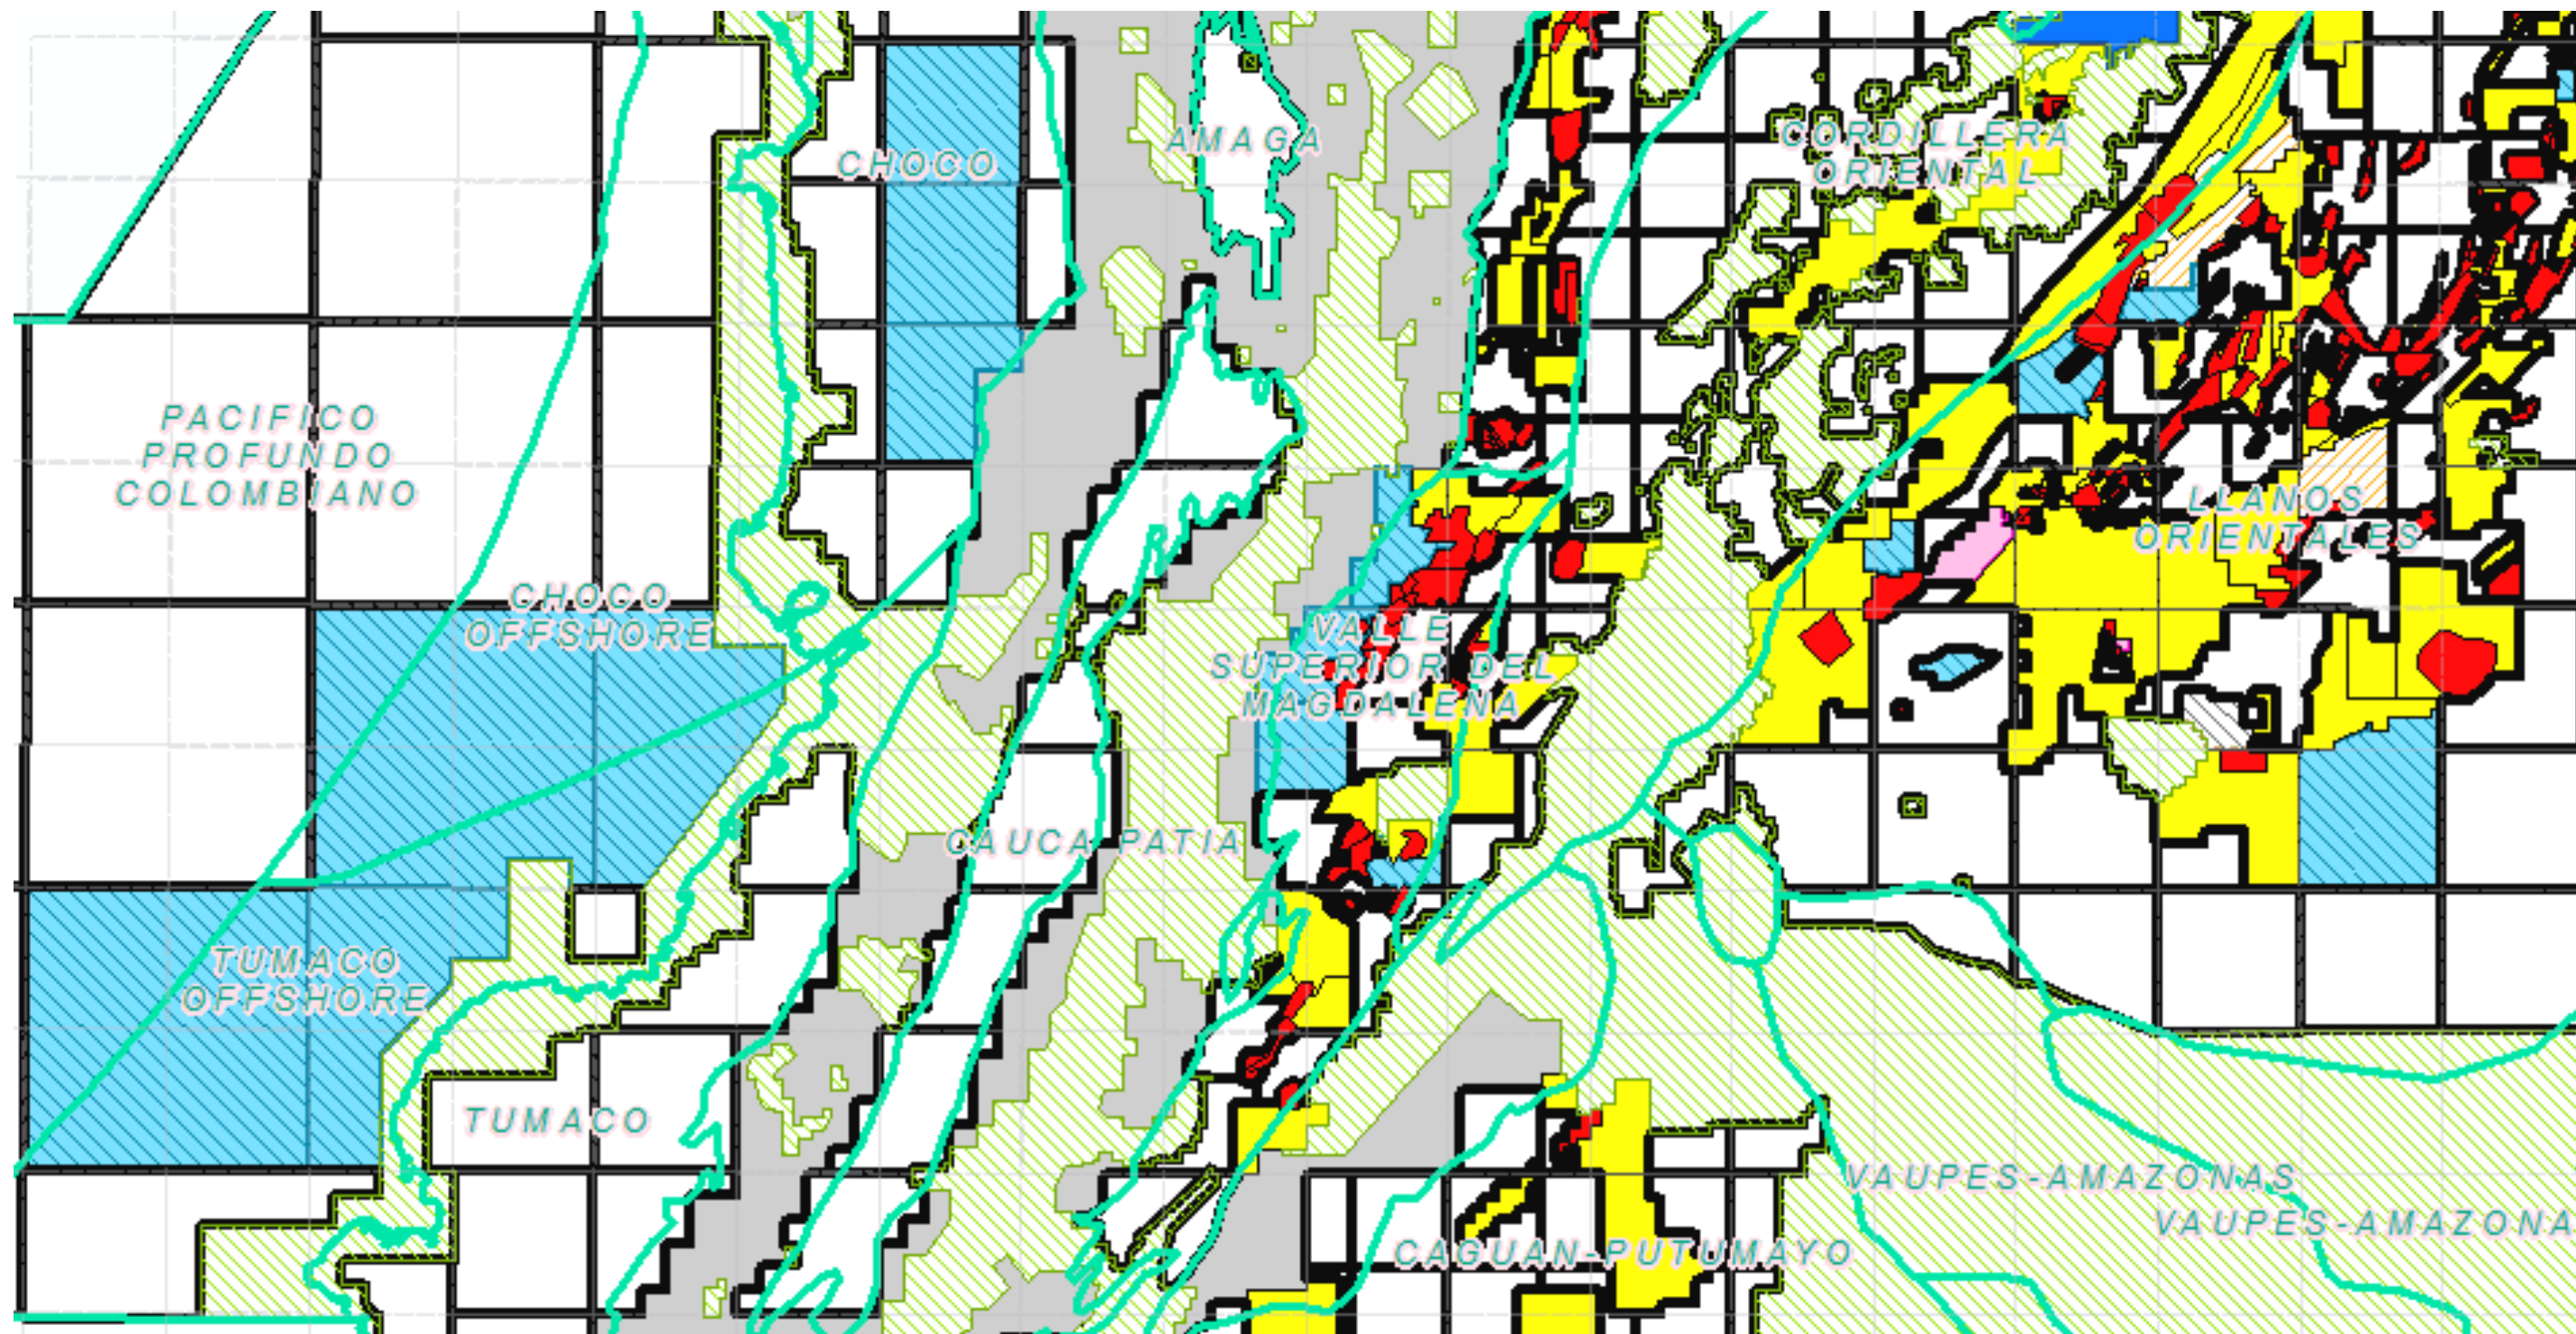 AMAGA
CORDILLERA
ORIENTAL
CHOCO
PACIFICO
PROFUNDO
COLOMBIANO
LLANOS
ORIENTALES
CHOCO
OFFSHORE
VALLE
SUPERIOR DEL
MAGDALENA
CAUCA PATIA
TUMACO
OFFSHORE
TUMACO
VAUPES-AMAZONAS
VAUPES-AMAZONA
CAGUAN-PUTUMAYO